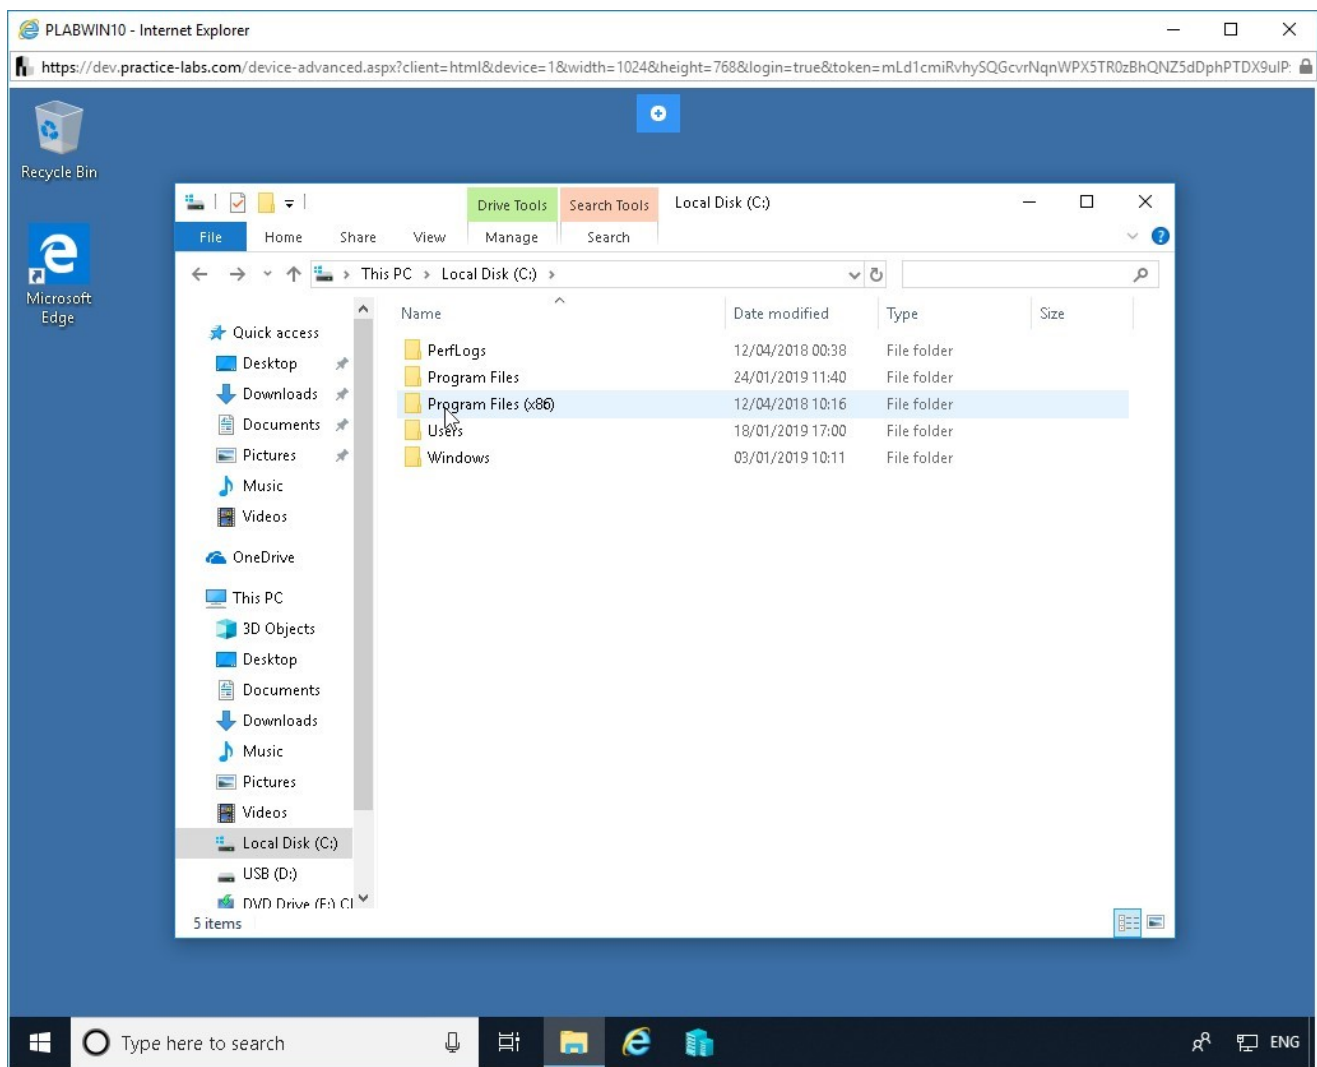 PLABWIN10 - Internet Explorer
https://dev.practice-labs.com/device-advanced.aspx?client=html&device=1&width=1024&height=768&login=true&token=mLd1cmiRvhySQGcvrNqnWPX5TR0zBhQNZ5dDphPTDX9uIP:
Recycle Bin
Microsoft
Edge
Drive Tools Search Tools Local Disk (C:)
File Home Share View Manage Search
This PC > Local Disk (C:) >
Name Date modified Type Size
PerfLogs 12/04/2018 00:38 File folder
Program Files 24/01/2019 11:40 File folder
Program Files (x86) 12/04/2018 10:16 File folder
Users 18/01/2019 17:00 File folder
Windows 03/01/2019 10:11 File folder
Quick access
Desktop
Downloads
Documents
Pictures
Music
Videos
OneDrive
This PC
3D Objects
Desktop
Documents
Downloads
Music
Pictures
Videos
Local Disk (C:)
USB (D:)
DVD Drive (E:)
5 items
Type here to search
ENG